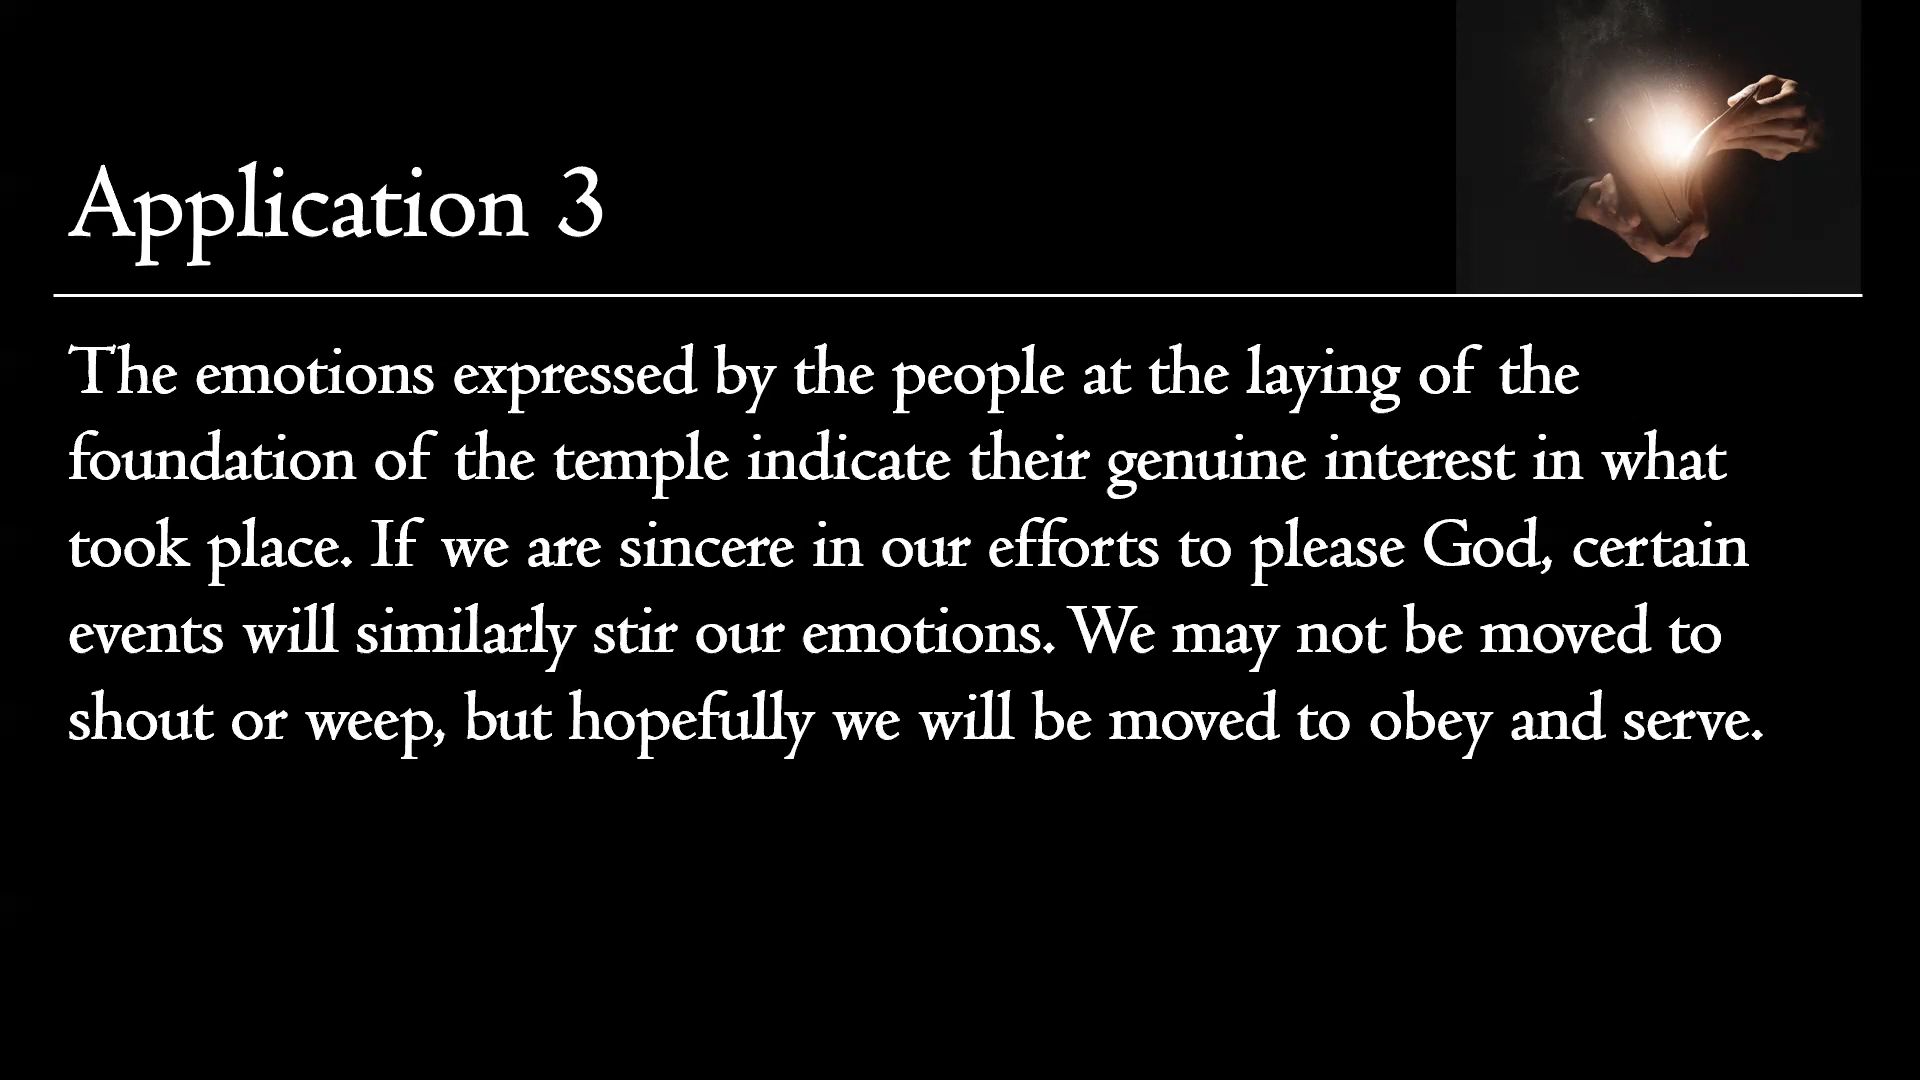 Application 3
The emotions expressed by the people at the laying of the
foundation of the temple indicate their genuine interest in what
took place. If we are sincere in our efforts to please God, certain
events will similarly stir our emotions. We may not be moved to
shout or weep, but hopefully we will be moved to obey and serve.